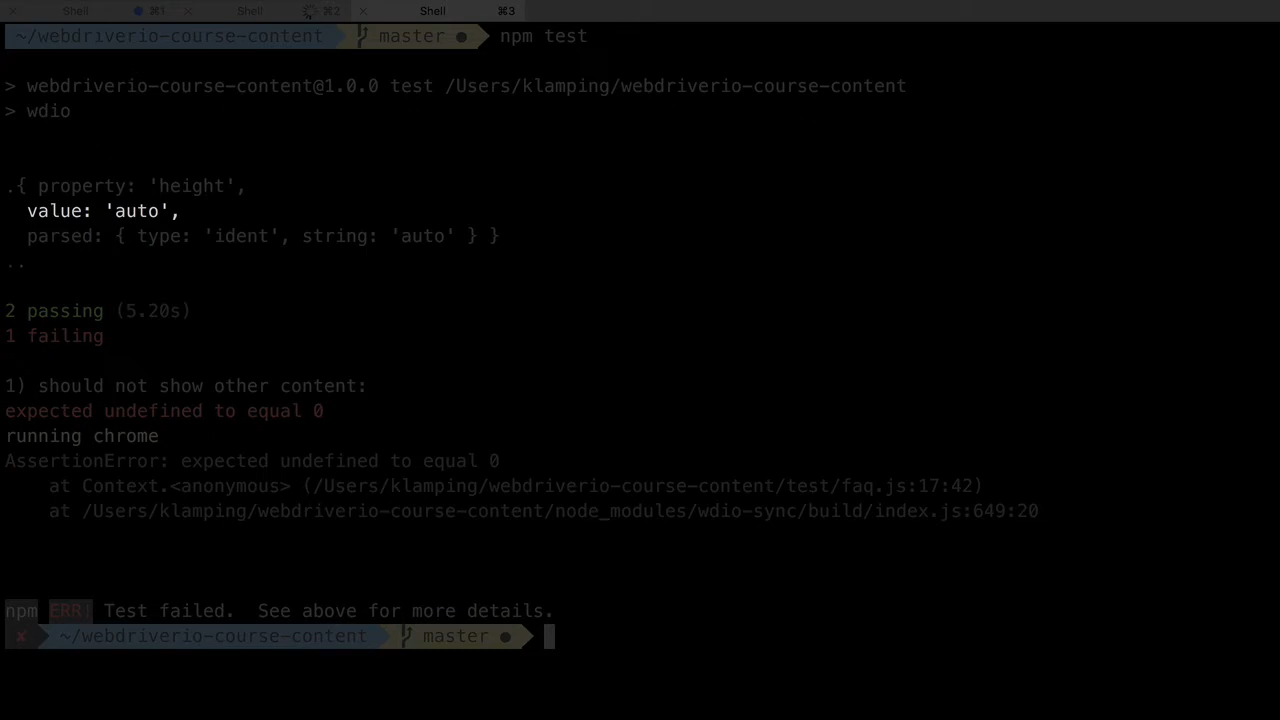 × Shell ⌘1 × Shell ⌘2 × Shell ⌘3
~/webdriverio-course-content master ● npm test
> webdriverio-course-content@1.0.0 test /Users/klamping/webdriverio-course-content
> wdio
.{ property: 'height',
value: 'auto',
parsed: { type: 'ident', string: 'auto' } }
..
2 passing (5.20s)
1 failing
1) should not show other content:
expected undefined to equal 0
running chrome
AssertionError: expected undefined to equal 0
at Context.<anonymous> (/Users/klamping/webdriverio-course-content/test/faq.js:17:42)
at /Users/klamping/webdriverio-course-content/node_modules/wdio-sync/build/index.js:649:20
npm ERR! Test failed.  See above for more details.
✘ ~/webdriverio-course-content master ●